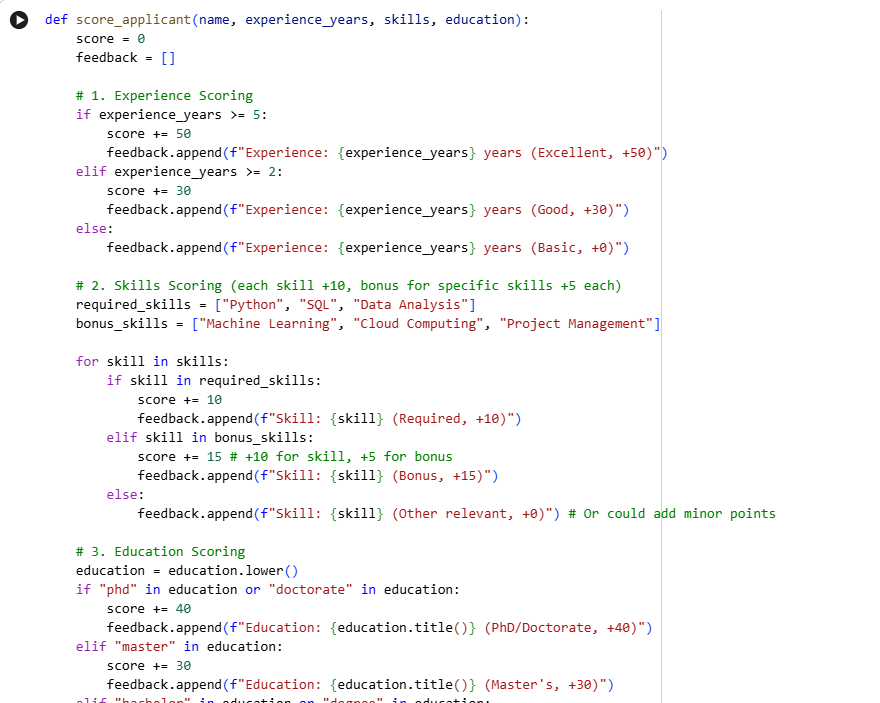 def score_applicant(name, experience_years, skills, education):
    score = 0
    feedback = []

    # 1. Experience Scoring
    if experience_years >= 5:
        score += 50
        feedback.append(f"Experience: {experience_years} years (Excellent, +50)")
    elif experience_years >= 2:
        score += 30
        feedback.append(f"Experience: {experience_years} years (Good, +30)")
    else:
        feedback.append(f"Experience: {experience_years} years (Basic, +0)")

    # 2. Skills Scoring (each skill +10, bonus for specific skills +5 each)
    required_skills = ["Python", "SQL", "Data Analysis"]
    bonus_skills = ["Machine Learning", "Cloud Computing", "Project Management"]

    for skill in skills:
        if skill in required_skills:
            score += 10
            feedback.append(f"Skill: {skill} (Required, +10)")
        elif skill in bonus_skills:
            score += 15 # +10 for skill, +5 for bonus
            feedback.append(f"Skill: {skill} (Bonus, +15)")
        else:
            feedback.append(f"Skill: {skill} (Other relevant, +0)") # Or could add minor points

    # 3. Education Scoring
    education = education.lower()
    if "phd" in education or "doctorate" in education:
        score += 40
        feedback.append(f"Education: {education.title()} (PhD/Doctorate, +40)")
    elif "master" in education:
        score += 30
        feedback.append(f"Education: {education.title()} (Master's, +30)")
    elif "bachelor" in education or "degree" in education: